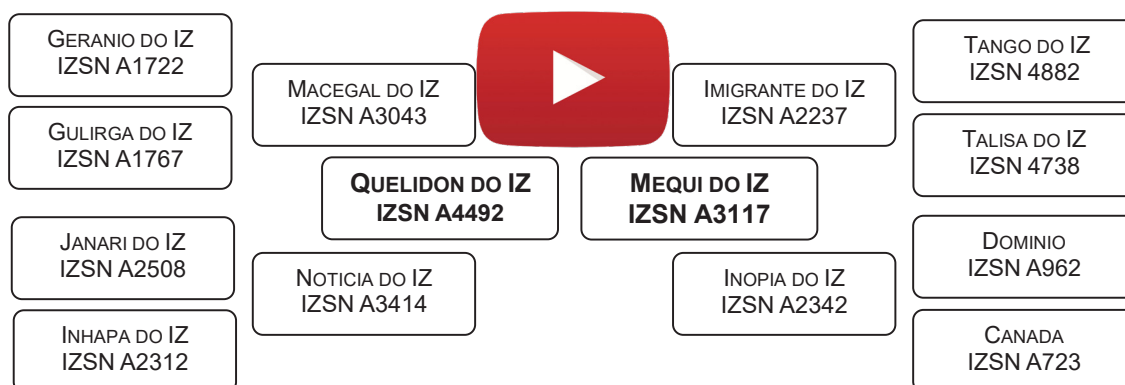 GERANIO DO IZ
IZSN A1722
GULIRGA DO IZ
IZSN A1767
JANARI DO IZ
IZSN A2508
INHAPA DO IZ
IZSN A2312
MACEGAL DO IZ
IZSN A3043
NOTICIA DO IZ
IZSN A3414
QUELIDON DO IZ
IZSN A4492
MEQUI DO IZ
IZSN A3117
IMIGRANTE DO IZ
IZSN A2237
INOPIA DO IZ
IZSN A2342
TANGO DO IZ
IZSN 4882
TALISA DO IZ
IZSN 4738
DOMINIO
IZSN A962
CANADA
IZSN A723